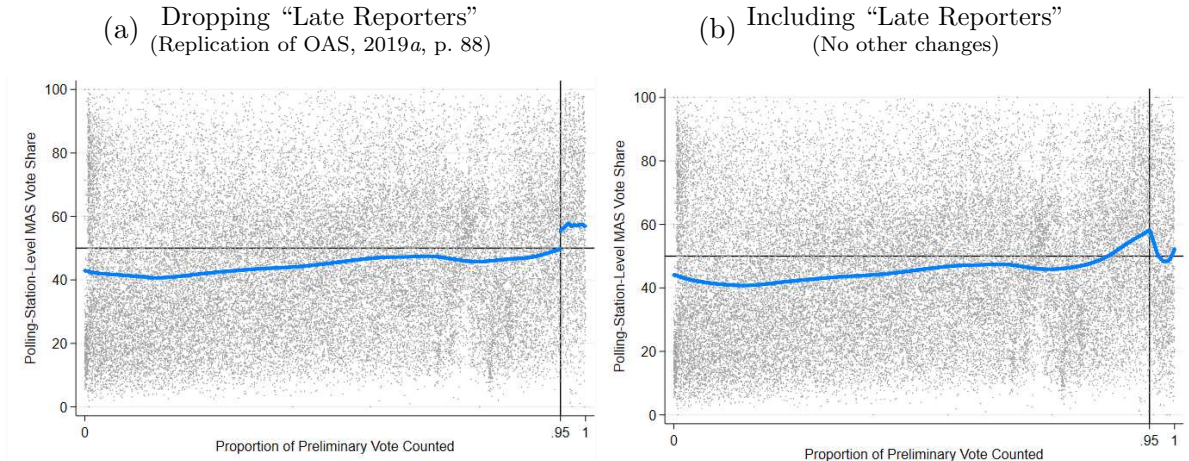 (a) Dropping “Late Reporters”
(Replication of OAS, 2019a, p. 88)
100
80
60
40
20
0
Polling-Station-Level MAS Vote Share
0
.95
1
Proportion of Preliminary Vote Counted
(b) Including “Late Reporters”
(No other changes)
100
80
60
40
20
0
Polling-Station-Level MAS Vote Share
0
.95
1
Proportion of Preliminary Vote Counted